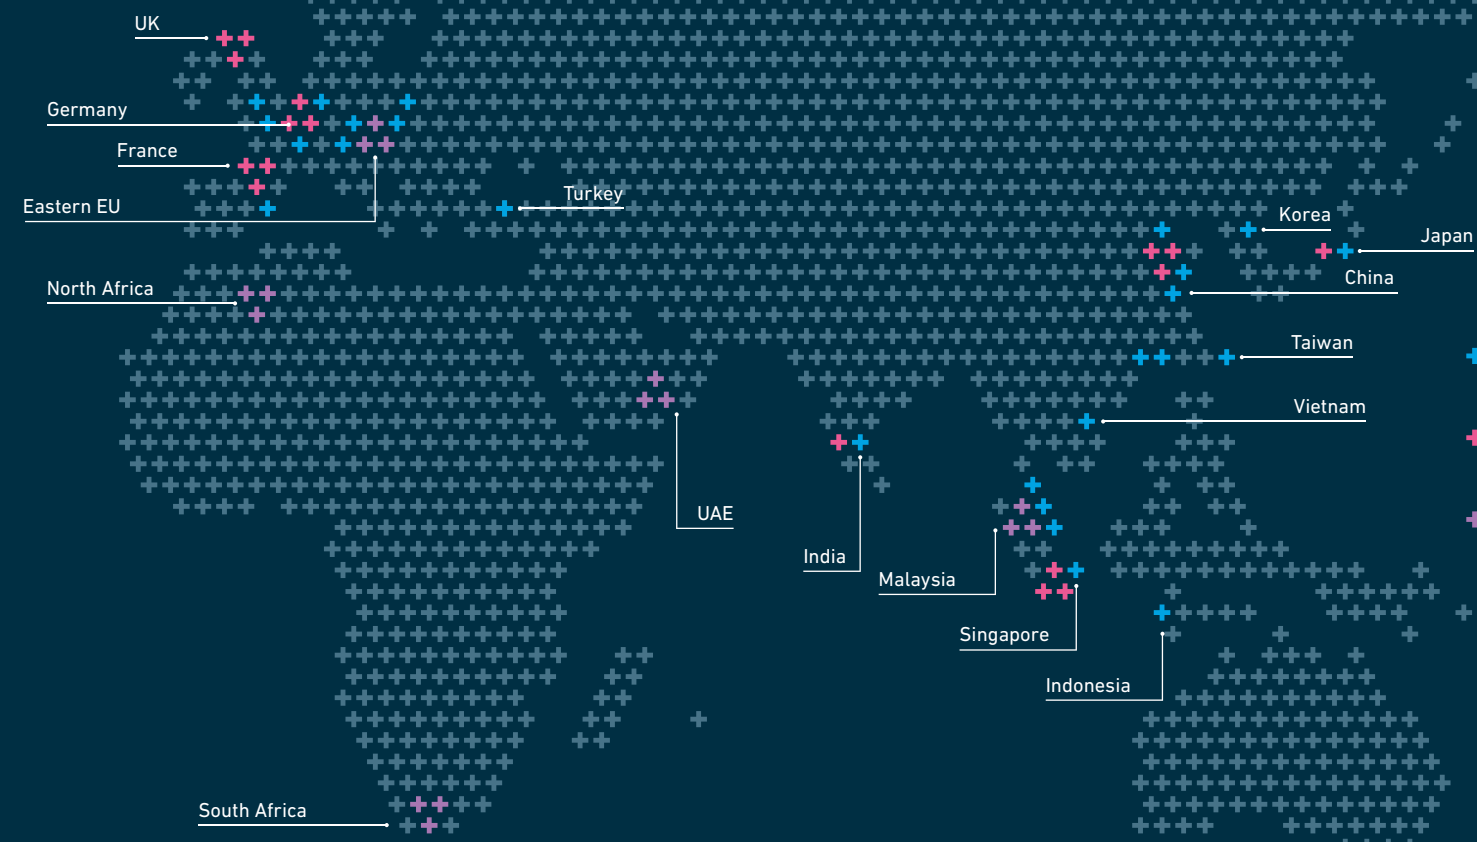 UK
Germany
France
Turkey
Eastern EU
Korea
Japan
China
North Africa
Taiwan
Vietnam
UAE
India
Malaysia
Singapore
Indonesia
South Africa